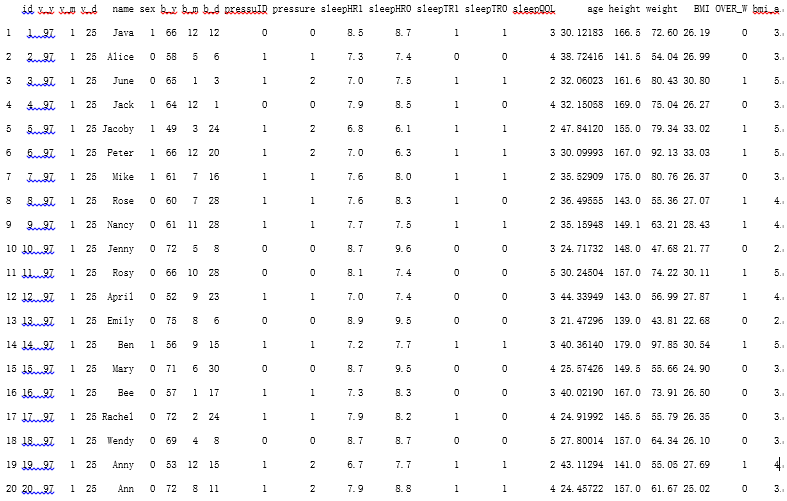 id v_y v_m v_d name sex b_y b_m b_d pressuID pressure sleepHR1 sleepHR0 sleepTR1 sleepTR0 sleepQOL age height weight BMI OVER_W bmi_s
1 1 97 1 25 Java 1 66 12 12 0 0 8.5 8.7 1 0 3 30.12183 166.5 72.60 26.19 0 3
2 2 97 1 25 Alice 0 58 5 6 1 1 7.3 7.4 0 0 4 38.72416 141.5 54.04 26.99 0 3
3 3 97 1 25 June 0 65 1 3 1 2 7.0 7.5 1 1 2 32.06023 161.6 80.43 30.80 1 5
4 4 97 1 25 Jack 1 64 12 1 0 0 7.9 8.5 1 0 4 32.15058 169.0 75.04 26.27 0 3
5 5 97 1 25 Jacoby 1 49 3 24 1 2 6.8 6.1 1 1 2 47.84120 155.0 79.34 33.02 1 5
6 6 97 1 25 Peter 1 66 12 20 1 2 7.0 6.3 1 1 3 30.09993 167.0 92.13 33.03 1 5
7 7 97 1 25 Mike 1 61 7 16 1 1 7.6 8.0 1 1 2 35.52909 175.0 80.76 26.37 0 3
8 8 97 1 25 Rose 0 60 7 28 1 1 7.6 8.3 1 0 2 36.49555 143.0 55.36 27.07 1 4
9 9 97 1 25 Nancy 0 61 11 28 1 1 7.7 7.5 1 1 2 35.15948 149.1 63.21 28.43 1 4
10 10 97 1 25 Jenny 0 72 5 8 0 0 8.7 9.6 0 0 3 24.71732 148.0 47.68 21.77 0 2
11 11 97 1 25 Rosy 0 66 10 28 0 0 8.1 7.4 0 0 5 30.24504 157.0 74.22 30.11 1 5
12 12 97 1 25 April 0 52 9 23 1 1 7.0 7.4 0 0 3 44.33949 143.0 56.99 27.87 1 4
13 13 97 1 25 Emily 0 75 8 6 0 0 8.9 9.5 0 0 3 21.47296 139.0 43.81 22.68 0 2
14 14 97 1 25 Ben 1 56 9 15 1 1 7.2 7.7 1 1 3 40.36140 179.0 97.85 30.54 1 5
15 15 97 1 25 Mary 0 71 6 30 0 0 8.7 9.5 0 0 4 25.57426 149.5 55.66 24.90 0 3
16 16 97 1 25 Bee 0 57 1 17 1 1 7.3 8.3 1 0 3 40.02190 167.0 73.91 26.50 0 3
17 17 97 1 25 Rachel 0 72 2 24 1 1 7.9 8.2 1 0 4 24.91992 145.5 55.79 26.35 0 3
18 18 97 1 25 Wendy 0 69 4 8 0 0 8.7 8.7 0 0 5 27.80014 157.0 64.34 26.10 0 3
19 19 97 1 25 Anny 0 53 12 15 1 2 6.7 7.7 1 1 2 43.11294 141.0 55.05 27.69 1 4
20 20 97 1 25 Ann 0 72 8 11 1 2 7.9 8.8 1 1 4 24.45722 157.0 61.67 25.02 0 3